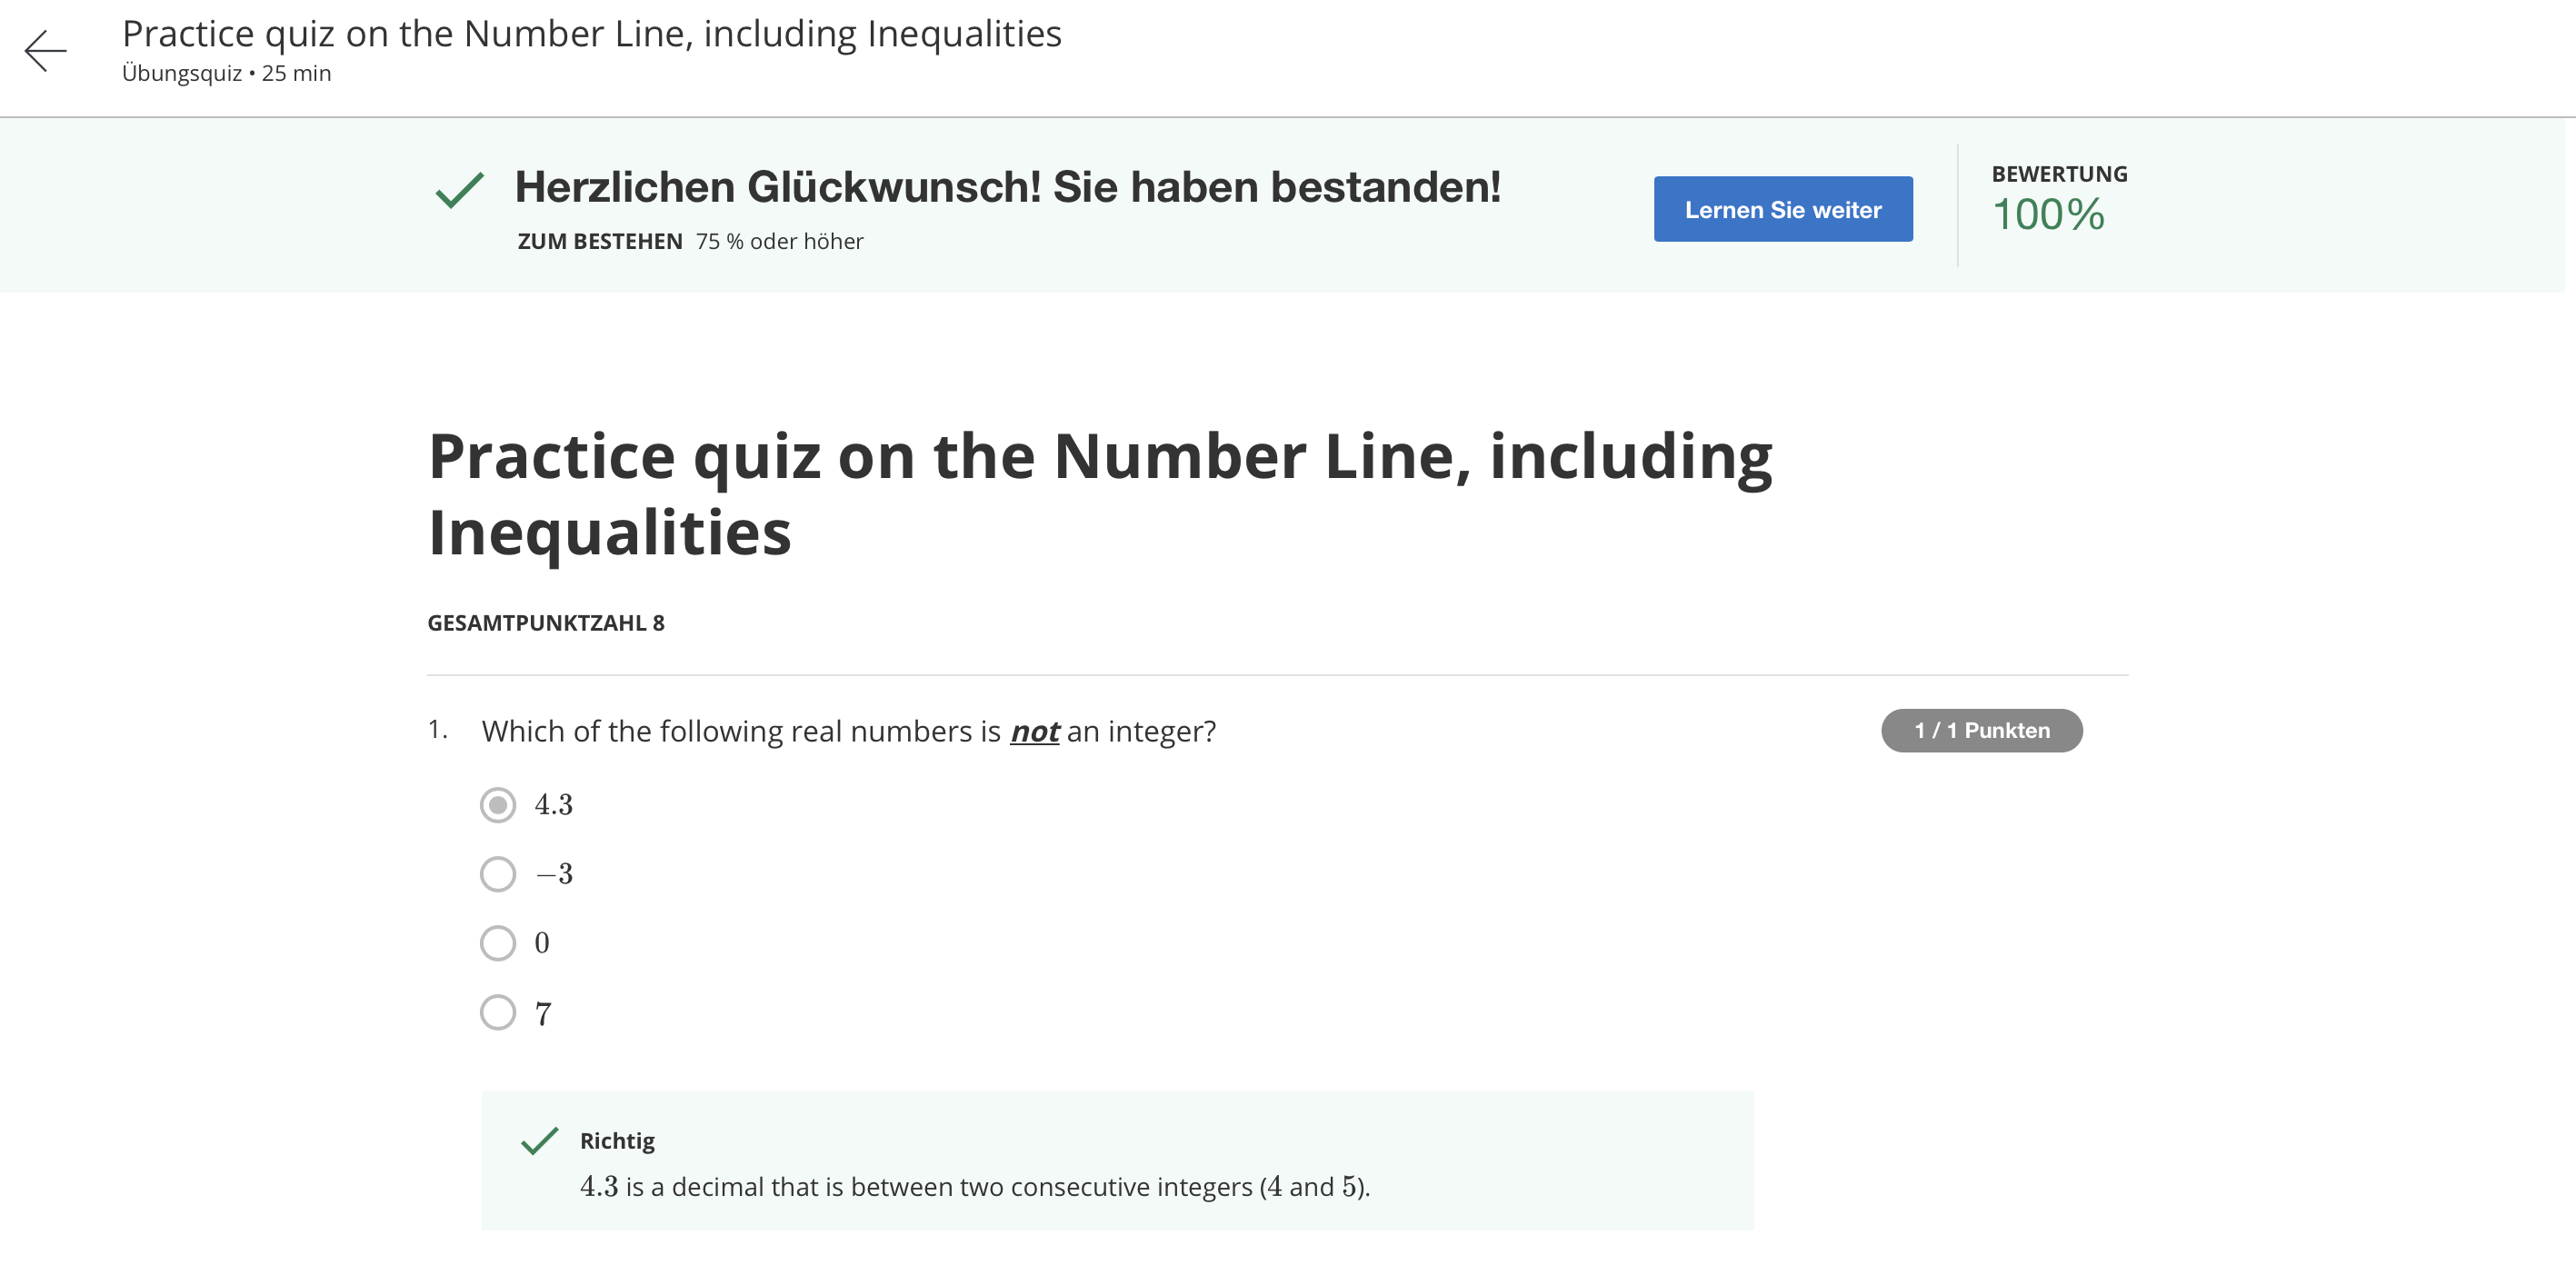 Practice quiz on the Number Line, including Inequalities
Übungsquiz • 25 min
Herzlichen Glückwunsch! Sie haben bestanden!
ZUM BESTEHEN 75 % oder höher
Lernen Sie weiter
BEWERTUNG
100%
Practice quiz on the Number Line, including
Inequalities
GESAMTPUNKTZAHL 8
1. Which of the following real numbers is not an integer?
1 / 1 Punkten
4.3
−3
0
7
Richtig
4.3 is a decimal that is between two consecutive integers (4 and 5).